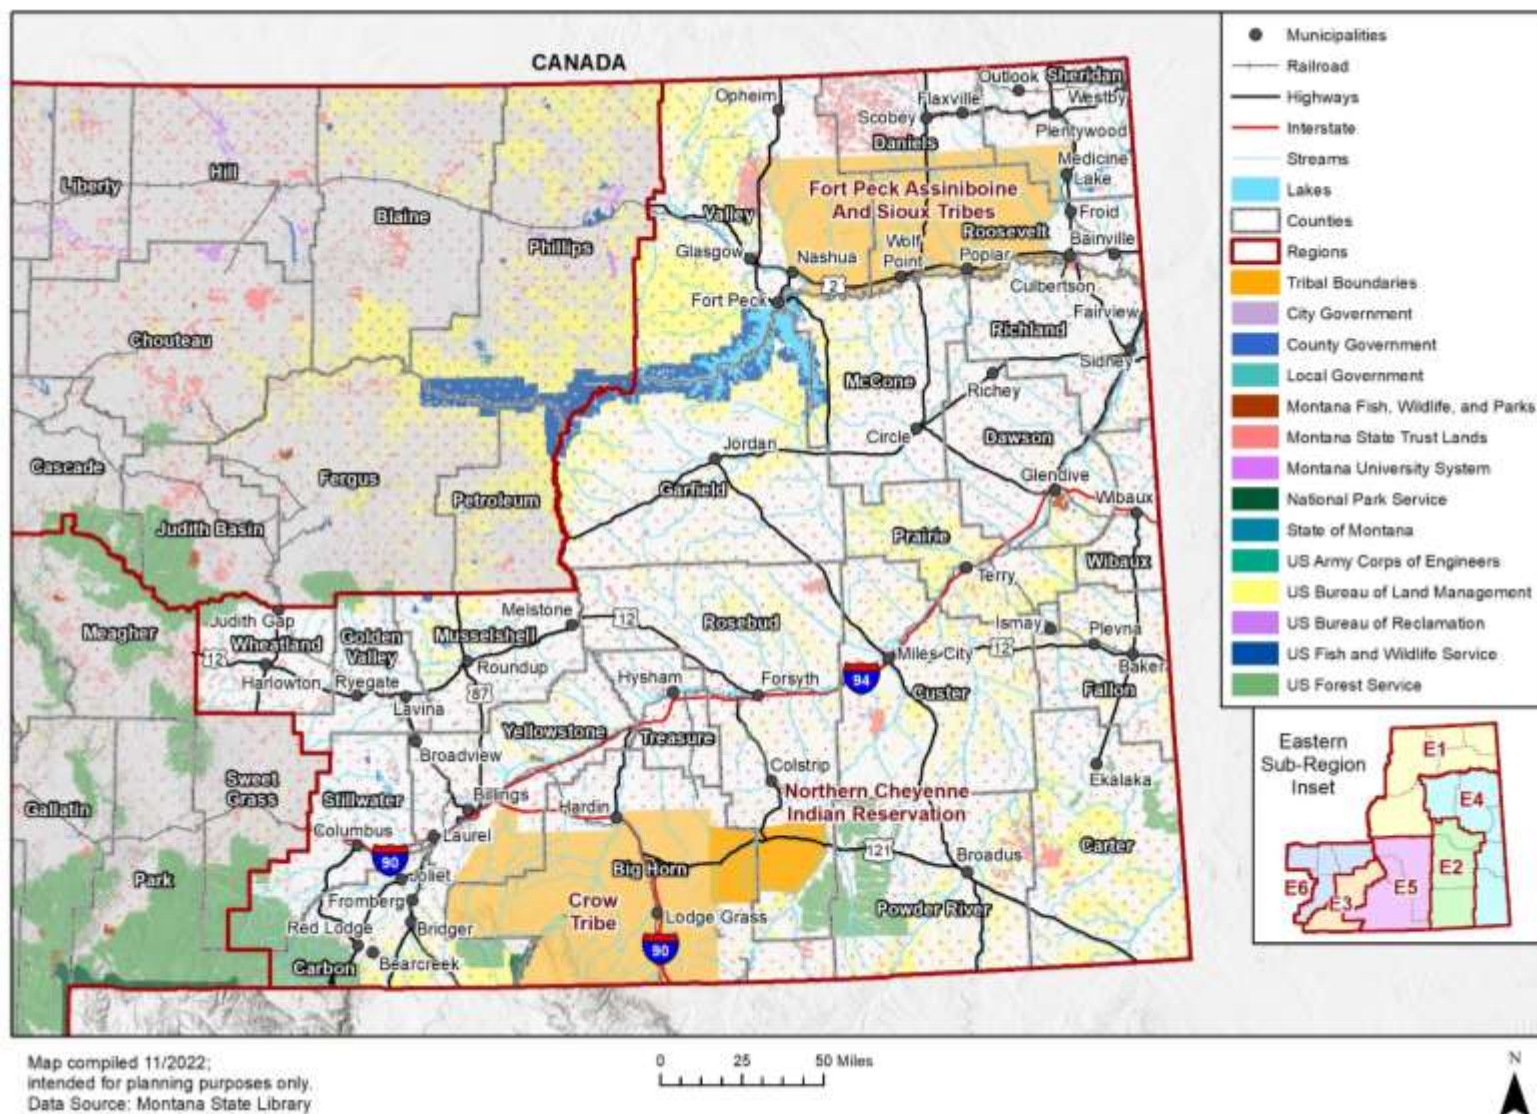 CANADA
Opheim
Outlook
Sheridan
Flaxville
Westby
Scobey
Plentywood
Daniels
Medicine
Lake
Liberty
Hill
Blaine
Phillips
Valley
Fort Peck Assiniboine
And Sioux Tribes
Froid
Roosevelt
Bainville
Wolf
Point
Poplar
Glasgow
Nashua
2
Culbertson
Fort Peck
Fairview
Richland
Sidney
Chouteau
McCone
Richey
Circle
Dawson
Jordan
Glendive
Cascade
Fergus
Petroleum
Garfield
Wibaux
Judith Basin
Prairie
Terry
Wibaux
Meagher
Judith Gap
Wheatland
Golden
Valley
Musselshell
Melstone
12
Rosebud
Ismay
Plevna
12
Miles City
12
Baker
Harlowton
Ryegate
Roundup
Lavina
87
Hysham
Forsyth
94
Custer
Fallon
Yellowstone
Treasure
Broadview
Colstrip
Ekalaka
Gallatin
Sweet
Grass
Stillwater
Billings
Hardin
Northern Cheyenne
Indian Reservation
Columbus
Laurel
90
Park
Joliet
Big Horn
121
Broadus
Carter
Fromberg
Crow
Tribe
Lodge Grass
Powder River
Red Lodge
Bridger
90
Carbon
Bearcreek
Municipalities
Railroad
Highways
Interstate
Streams
Lakes
Counties
Regions
Tribal Boundaries
City Government
County Government
Local Government
Montana Fish, Wildlife, and Parks
Montana State Trust Lands
Montana University System
National Park Service
State of Montana
US Army Corps of Engineers
US Bureau of Land Management
US Bureau of Reclamation
US Fish and Wildlife Service
US Forest Service
Eastern
Sub-Region
Inset
E1
E4
E2
E6
E5
E3
Map compiled 11/2022;
intended for planning purposes only.
Data Source: Montana State Library
0 25 50 Miles
N